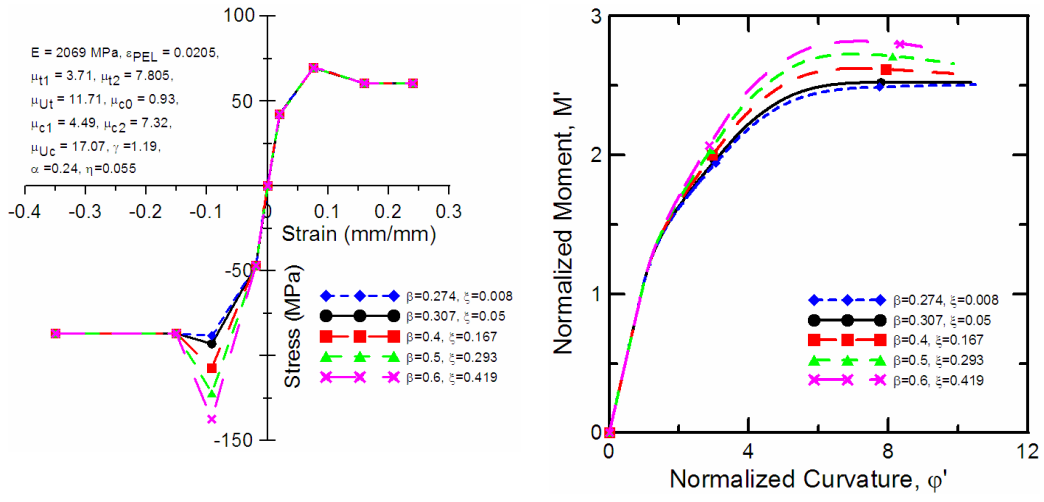 100
E = 2069 MPa, εPEL = 0.0205,
μt1 = 3.71, μt2 = 7.805,
μUt = 11.71, μc0 = 0.93,
μc1 = 4.49, μc2 = 7.32,
μUc = 17.07, γ =1.19,
α =0.24, η=0.055
50
-0.4 -0.3 -0.2 -0.1 0 0.1 0.2 0.3
Strain (mm/mm)
-50
Stress (MPa)
β=0.274, ξ=0.008
β=0.307, ξ=0.05
β=0.4, ξ=0.167
β=0.5, ξ=0.293
β=0.6, ξ=0.419
-150
3
2
1
0
Normalized Moment, M'
β=0.274, ξ=0.008
β=0.307, ξ=0.05
β=0.4, ξ=0.167
β=0.5, ξ=0.293
β=0.6, ξ=0.419
0 4 8 12
Normalized Curvature, φ'